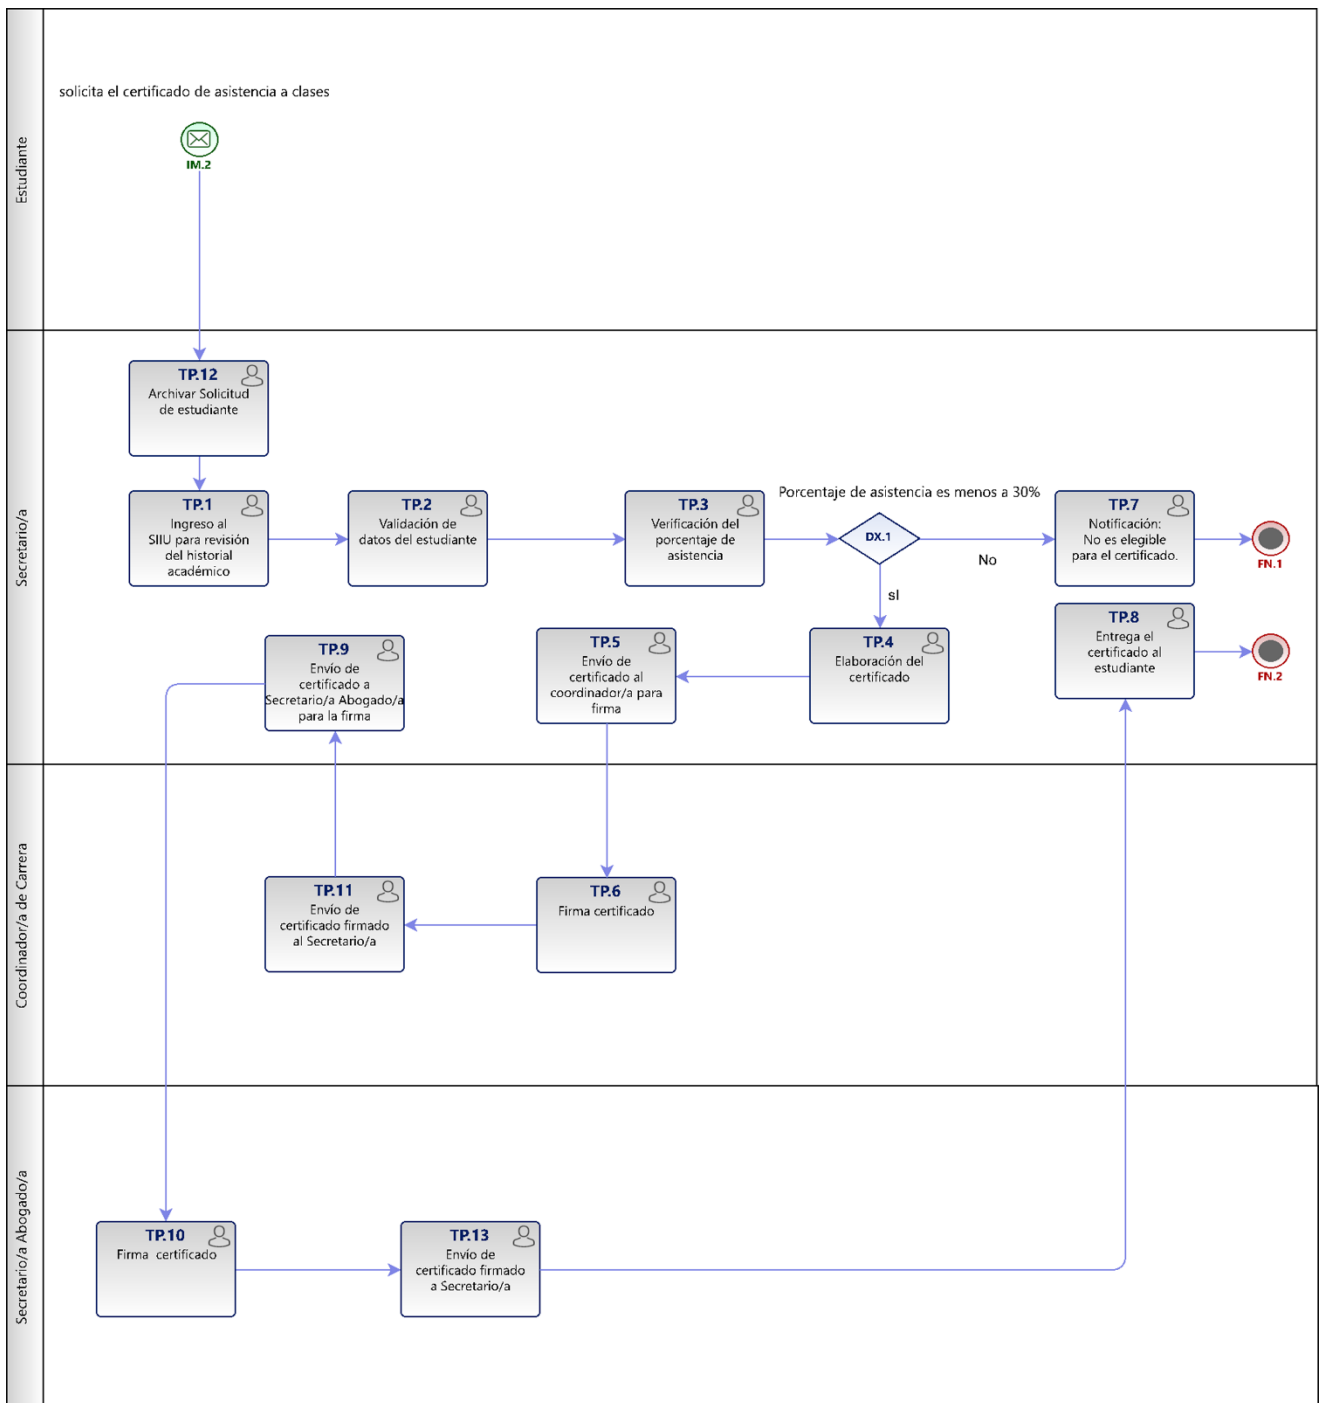 Estudiante
solicita el certificado de asistencia a clases
IM.2
Secretario/a
TP.12
Archivar Solicitud
de estudiante
TP.1
Ingreso al
SIIU para revisión
del historial
académico
TP.2
Validación de
datos del estudiante
TP.3
Verificación del
porcentaje de
asistencia
Porcentaje de asistencia es menos a 30%
DX.1
No
sI
TP.7
Notificación:
No es elegible
para el certificado.
FN.1
TP.9
Envío de
certificado a
Secretario/a Abogado/a
para la firma
TP.5
Envío de
certificado al
coordinador/a para
firma
TP.4
Elaboración del
certificado
TP.8
Entrega el
certificado al
estudiante
FN.2
Coordinador/a de Carrera
TP.11
Envío de
certificado firmado
al Secretario/a
TP.6
Firma certificado
Secretario/a Abogado/a
TP.10
Firma certificado
TP.13
Envío de
certificado firmado
a Secretario/a